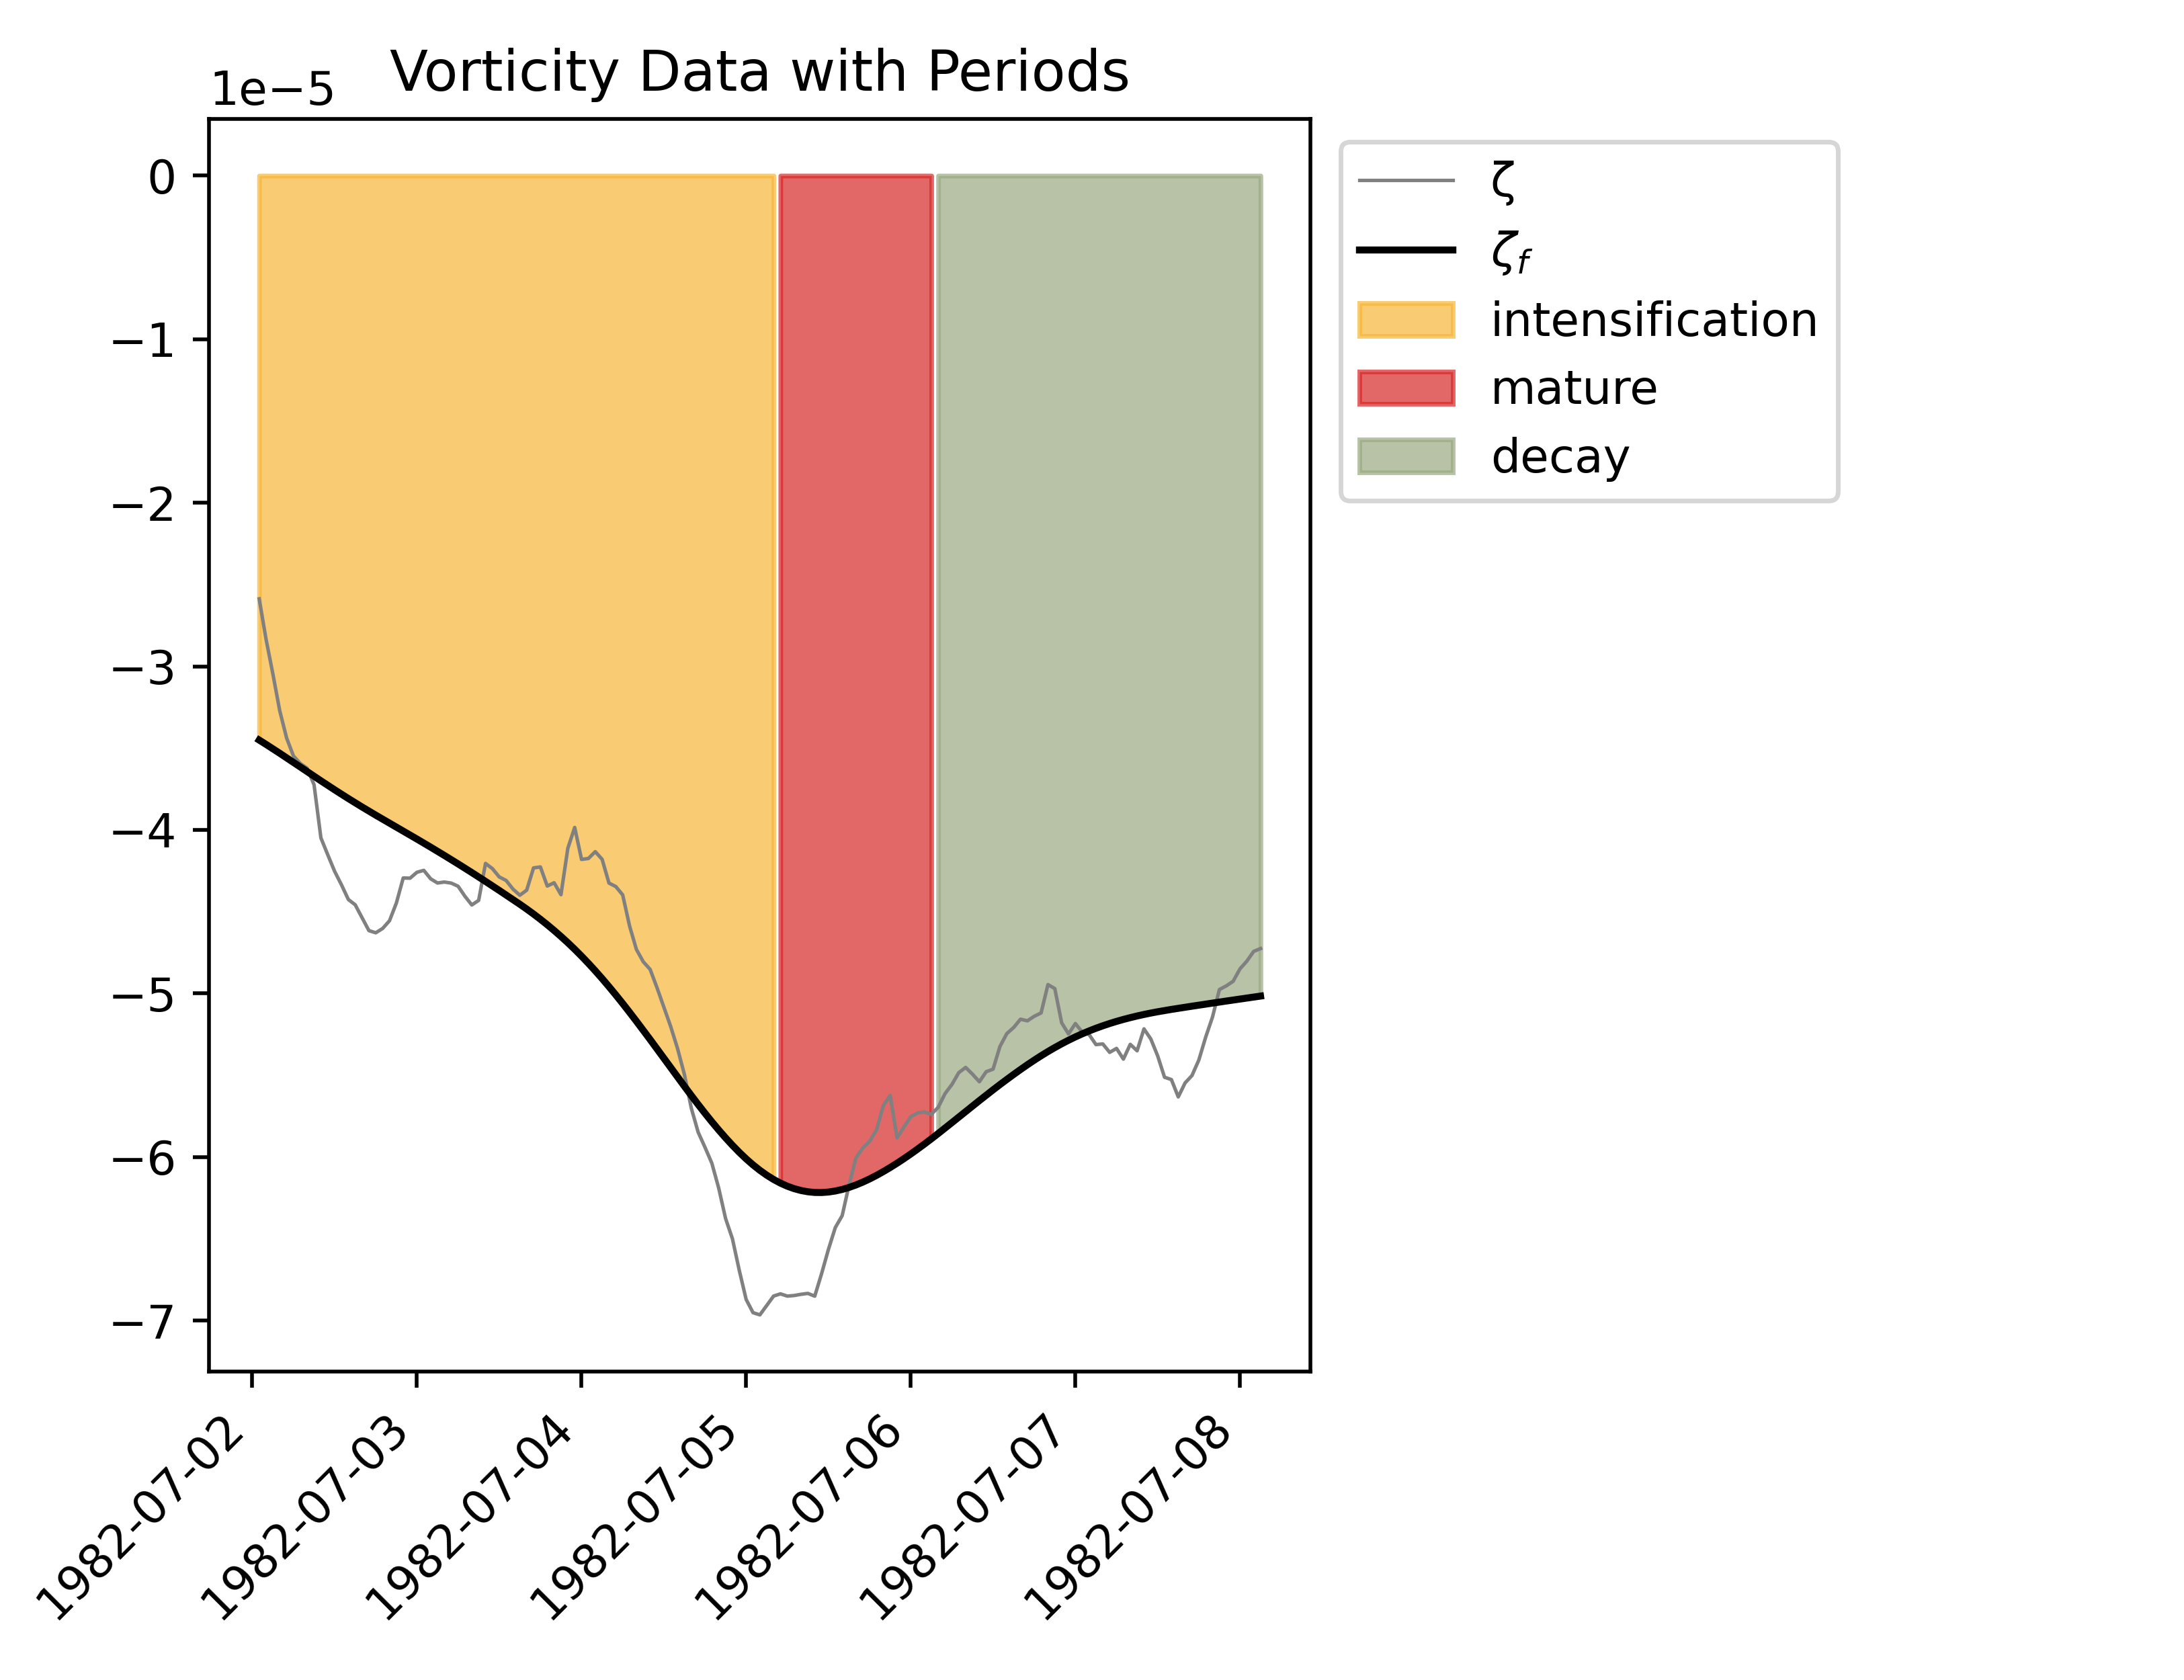 Vorticity Data with Periods
1e−5
0
−1
−2
−3
−4
−5
−6
−7
1982-07-02
1982-07-03
1982-07-04
1982-07-05
1982-07-06
1982-07-07
1982-07-08
ζ
ζf
intensification
mature
decay